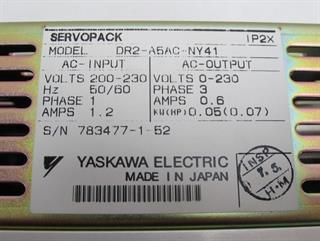 SERVOPACK IP2X
MODEL DR2-A5AC-NY41
AC-INPUT AC-OUTPUT
VOLTS 200-230 VOLTS 0-230
Hz 50/60 PHASE 3
PHASE 1 AMPS 0.6
AMPS 1.2 kW(HP) 0.05(0.07)
S/N 783477-1-52
YASKAWA ELECTRIC
MADE IN JAPAN
INSP
H.M